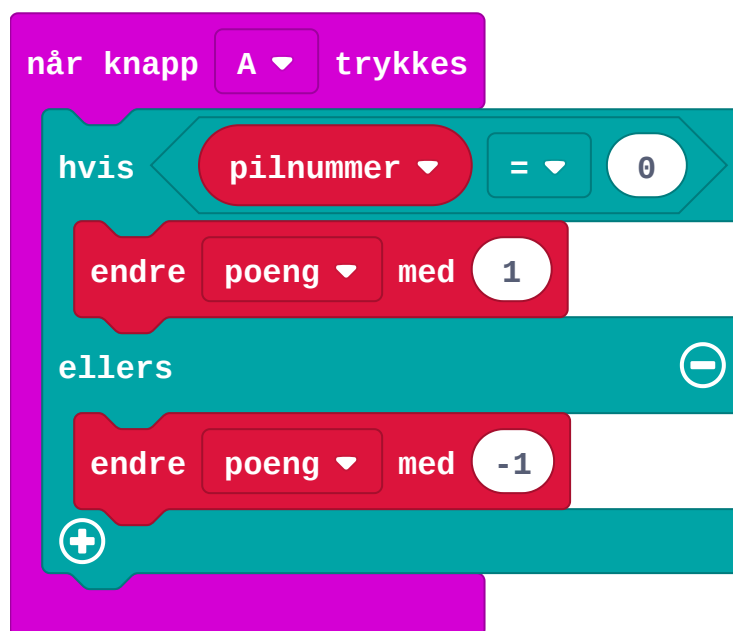 når knapp A trykkes
hvis pilnummer = 0
endre poeng med 1
ellers
endre poeng med -1